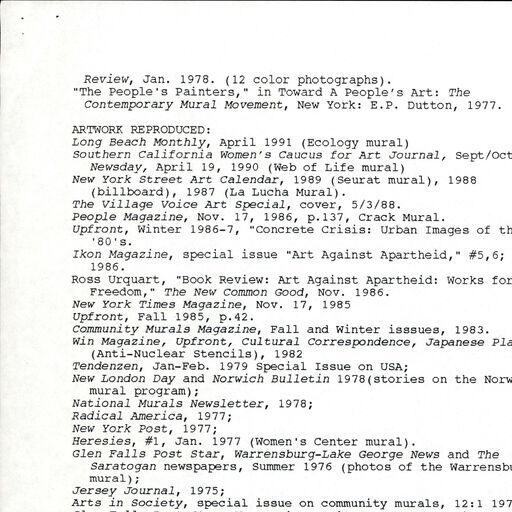 Review, Jan. 1978. (12 color photographs).
"The People's Painters," in Toward A People's Art: The
Contemporary Mural Movement, New York: E.P. Dutton, 1977.
ARTWORK REPRODUCED:
Long Beach Monthly, April 1991 (Ecology mural)
Southern California Women's Caucus for Art Journal, Sept/Oct
Newsday, April 19, 1990 (Web of Life mural)
New York Street Art Calendar, 1989 (Seurat mural), 1988
(billboard), 1987 (La Lucha Mural).
The Village Voice Art Special, cover, 5/3/88.
People Magazine, Nov. 17, 1986, p.137, Crack Mural.
Upfront, Winter 1986-7, "Concrete Crisis: Urban Images of th
'80's.
Ikon Magazine, special issue "Art Against Apartheid," #5,6;
1986.
Ross Urquart, "Book Review: Art Against Apartheid: Works for
Freedom," The New Common Good, Nov. 1986.
New York Times Magazine, Nov. 17, 1985
Upfront, Fall 1985, p.42.
Community Murals Magazine, Fall and Winter isssues, 1983.
Win Magazine, Upfront, Cultural Correspondence, Japanese Pla
(Anti-Nuclear Stencils), 1982
Tendenzen, Jan-Feb. 1979 Special Issue on USA;
New London Day and Norwich Bulletin 1978(stories on the Norw
mural program);
National Murals Newsletter, 1978;
Radical America, 1977;
New York Post, 1977;
Heresies, #1, Jan. 1977 (Women's Center mural).
Glen Falls Post Star, Warrensburg-Lake George News and The
Saratogan newspapers, Summer 1976 (photos of the Warrensbu
mural);
Jersey Journal, 1975;
Arts in Society, special issue on community murals, 12:1 197